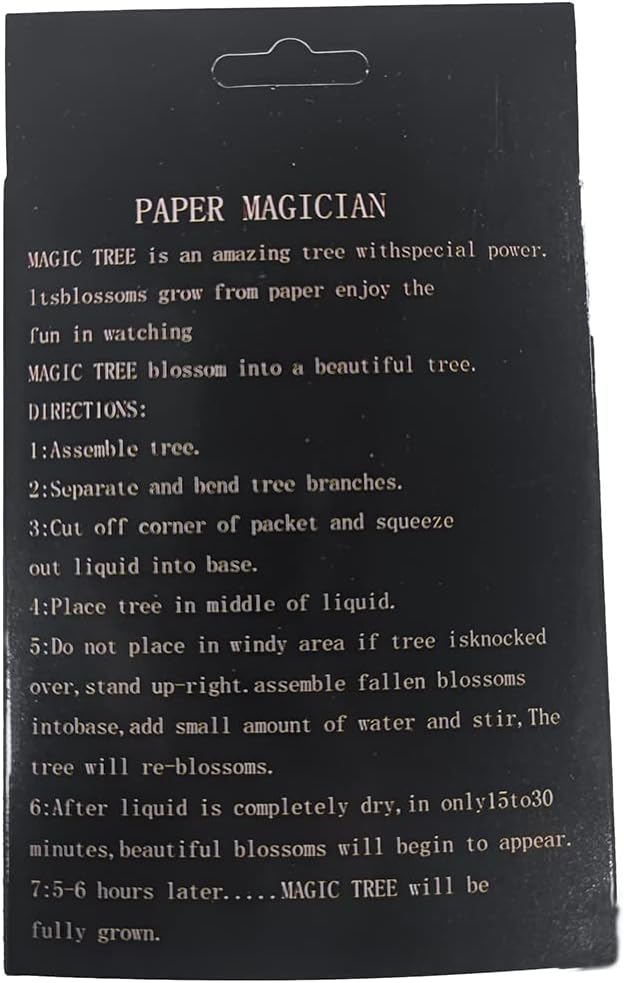 PAPER MAGICIAN
MAGIC TREE is an amazing tree withspecial power.
ltsblossoms grow from paper enjoy the
fun in watching
MAGIC TREE blossom into a beautiful tree.
DIRECTIONS:
1:Assemble tree.
2:Separate and bend tree branches.
3:Cut off corner of packet and squeeze
out liquid into base.
4:Place tree in middle of liquid.
5:Do not place in windy area if tree isknocked
over,stand up-right.assemble fallen blossoms
intobase,add small amount of water and stir,The
tree will re-blossoms.
6:After liquid is completely dry,in only15to30
minutes,beautiful blossoms will begin to appear.
7:5-6 hours later.....MAGIC TREE will be
fully grown.